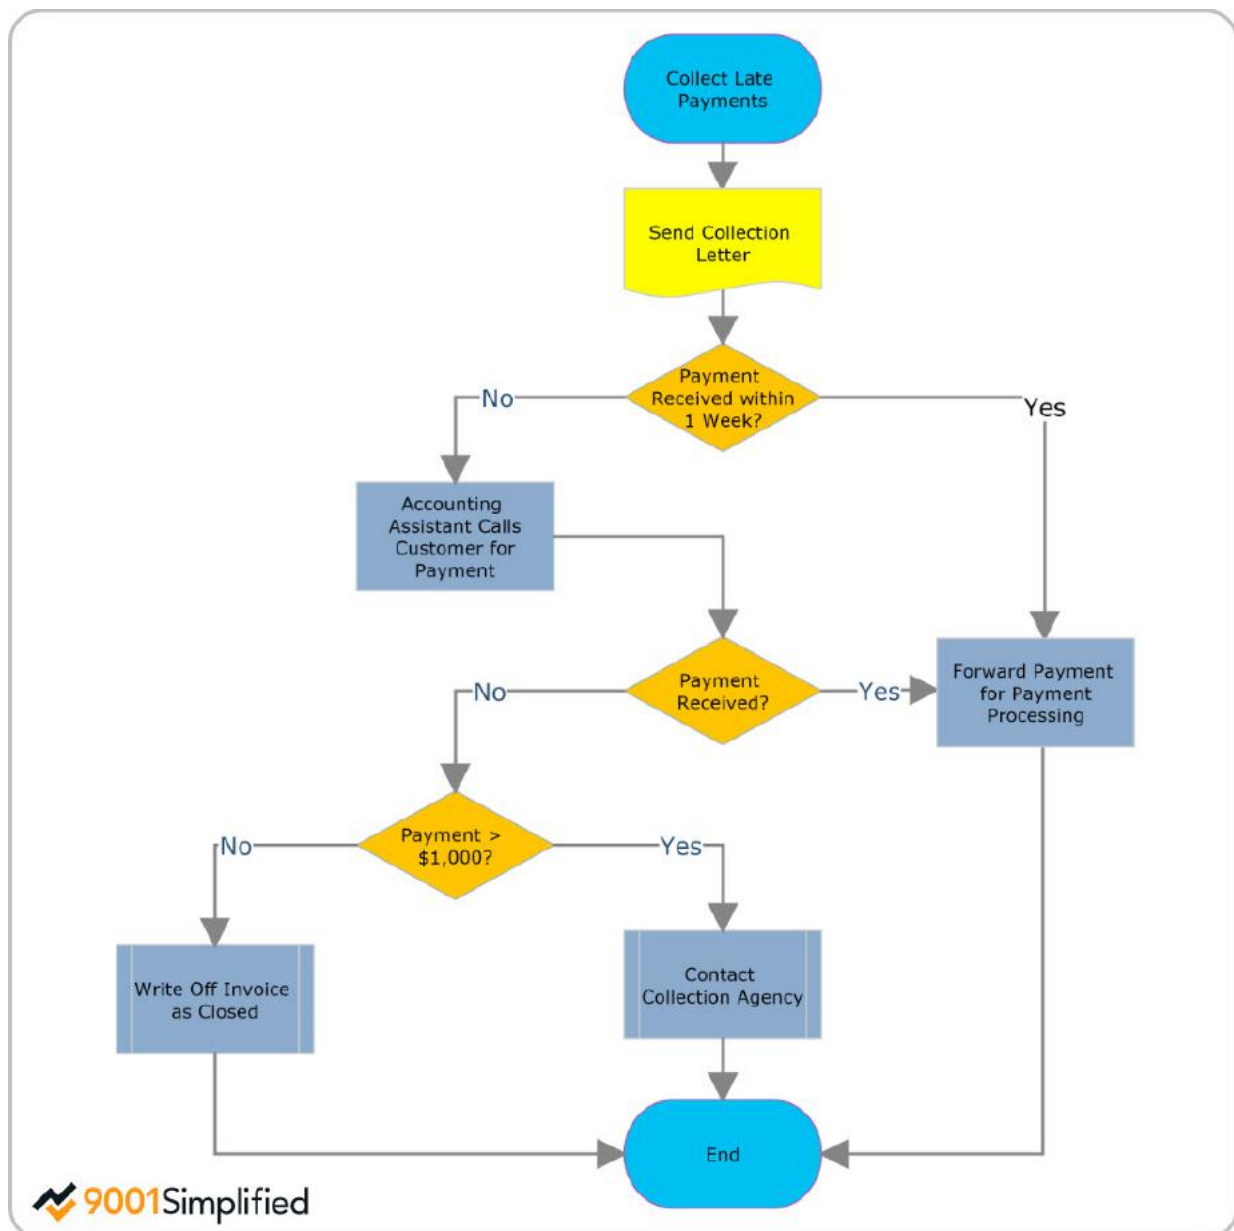 Collect Late
Payments
Send Collection
Letter
Payment
Received within
1 Week?
No
Yes
Accounting
Assistant Calls
Customer for
Payment
Payment
Received?
No
Yes
Forward Payment
for Payment
Processing
Payment >
$1,000?
No
Yes
Write Off Invoice
as Closed
Contact
Collection Agency
End
9001Simplified